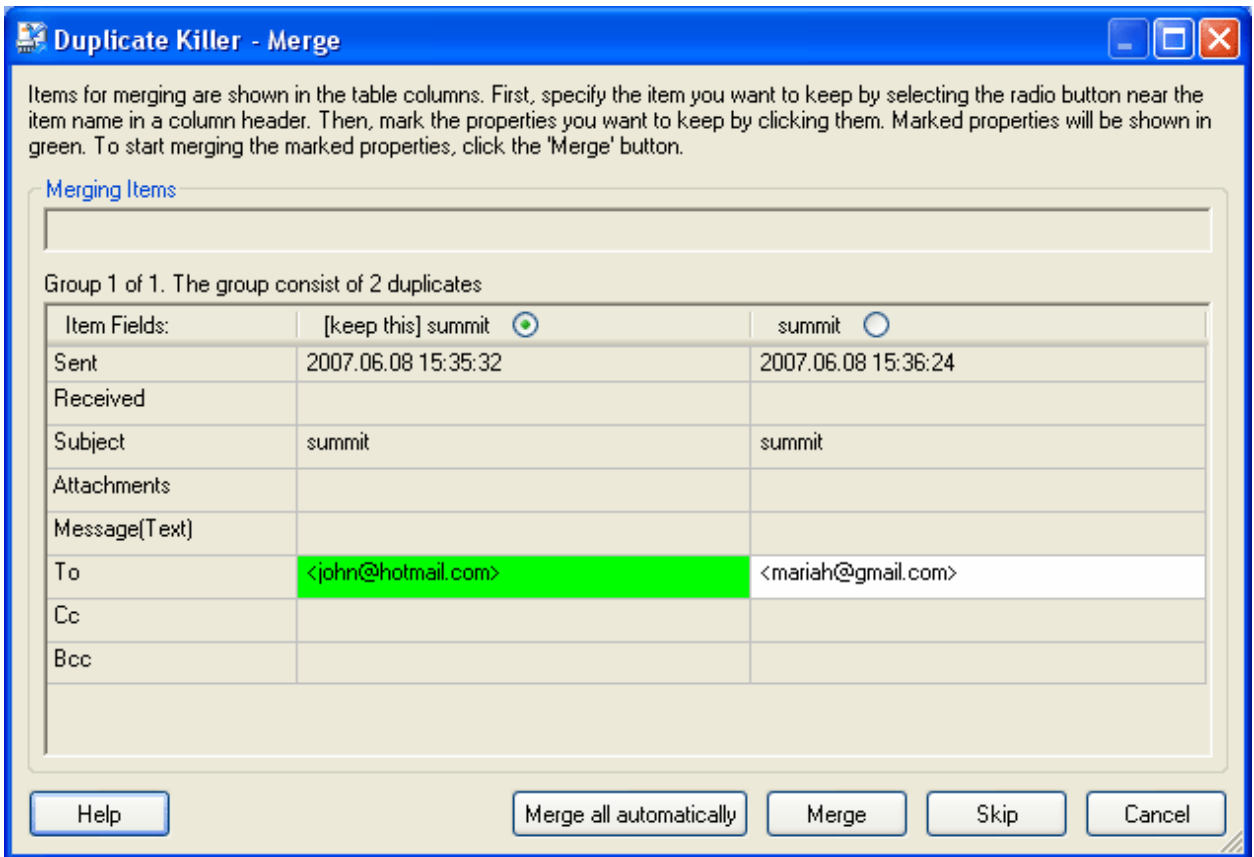 Duplicate Killer - Merge
Items for merging are shown in the table columns. First, specify the item you want to keep by selecting the radio button near the
item name in a column header. Then, mark the properties you want to keep by clicking them. Marked properties will be shown in
green. To start merging the marked properties, click the 'Merge' button.
Merging Items
Group 1 of 1. The group consist of 2 duplicates
Item Fields: [keep this] summit summit
Sent 2007.06.08 15:35:32 2007.06.08 15:36:24
Received
Subject summit summit
Attachments
Message(Text)
To <john@hotmail.com> <mariah@gmail.com>
Cc
Bcc
Help Merge all automatically Merge Skip Cancel